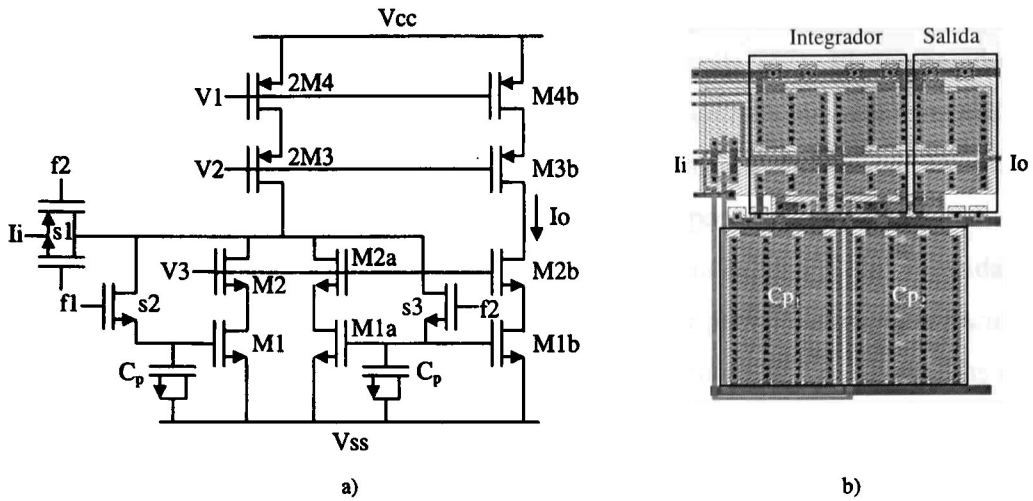 Vcc
V1
2M4
M4b
V2
2M3
M3b
f2
Ii
s1
Io
f1
s2
V3
M2
M2a
M2b
s3
f2
M1
M1a
M1b
Cp
Cp
Vss
a)
Integrador
Salida
Ii
Io
Cp
Cp
b)